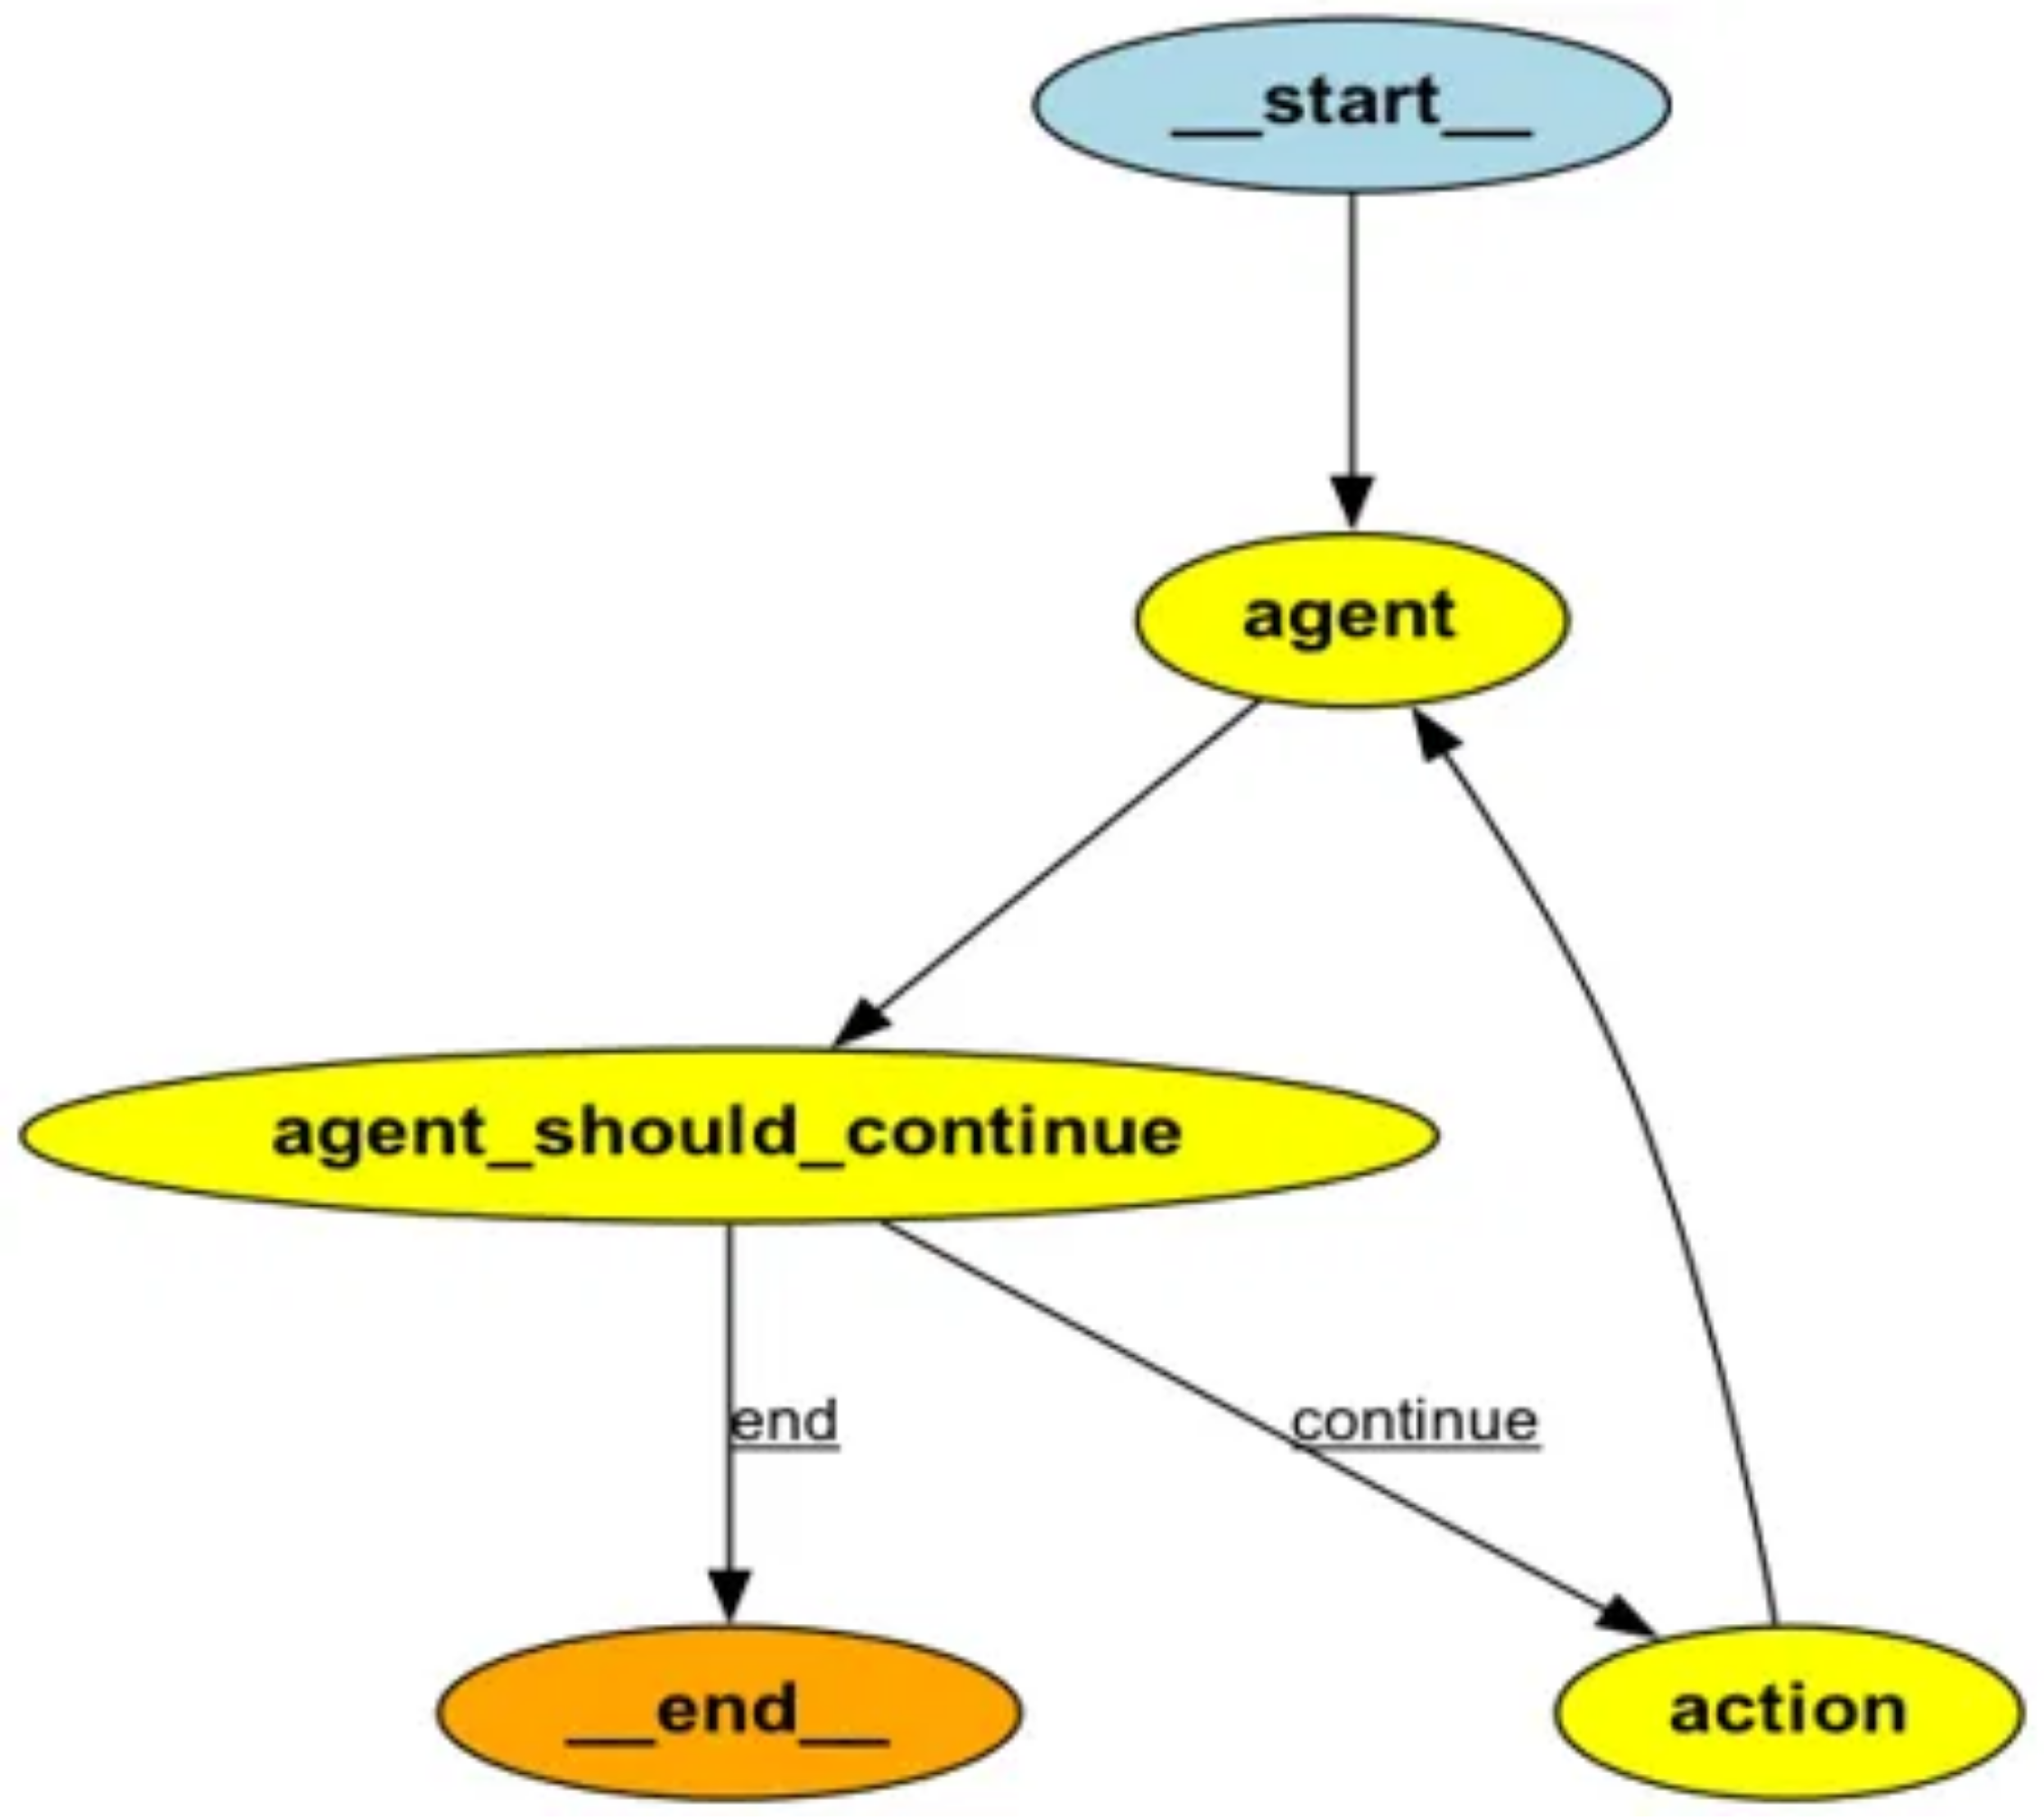 __start__
agent
agent_should_continue
end
continue
__end__
action